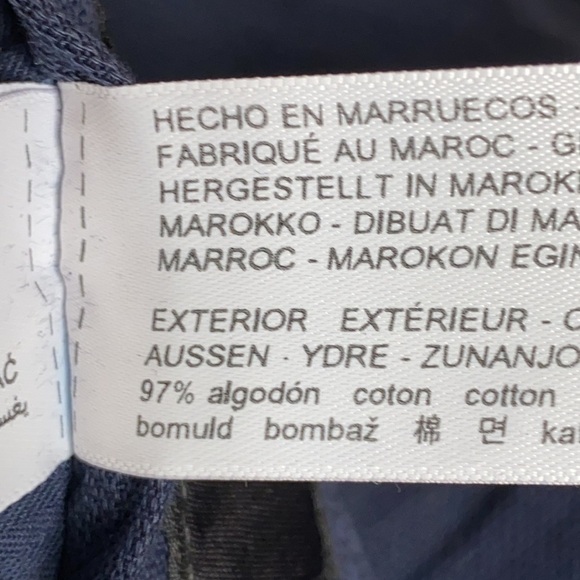 HECHO EN MARRUECOS -
FABRIQUÉ AU MAROC -
HERGESTELLT IN
MAROKKO - DIBUAT DI
MARROC - MAROKON
EXTERIOR EXTÉRIEUR -
AUSSEN - YDRE -
97% algodón coton cotton
bomuld bombaž 棉 면